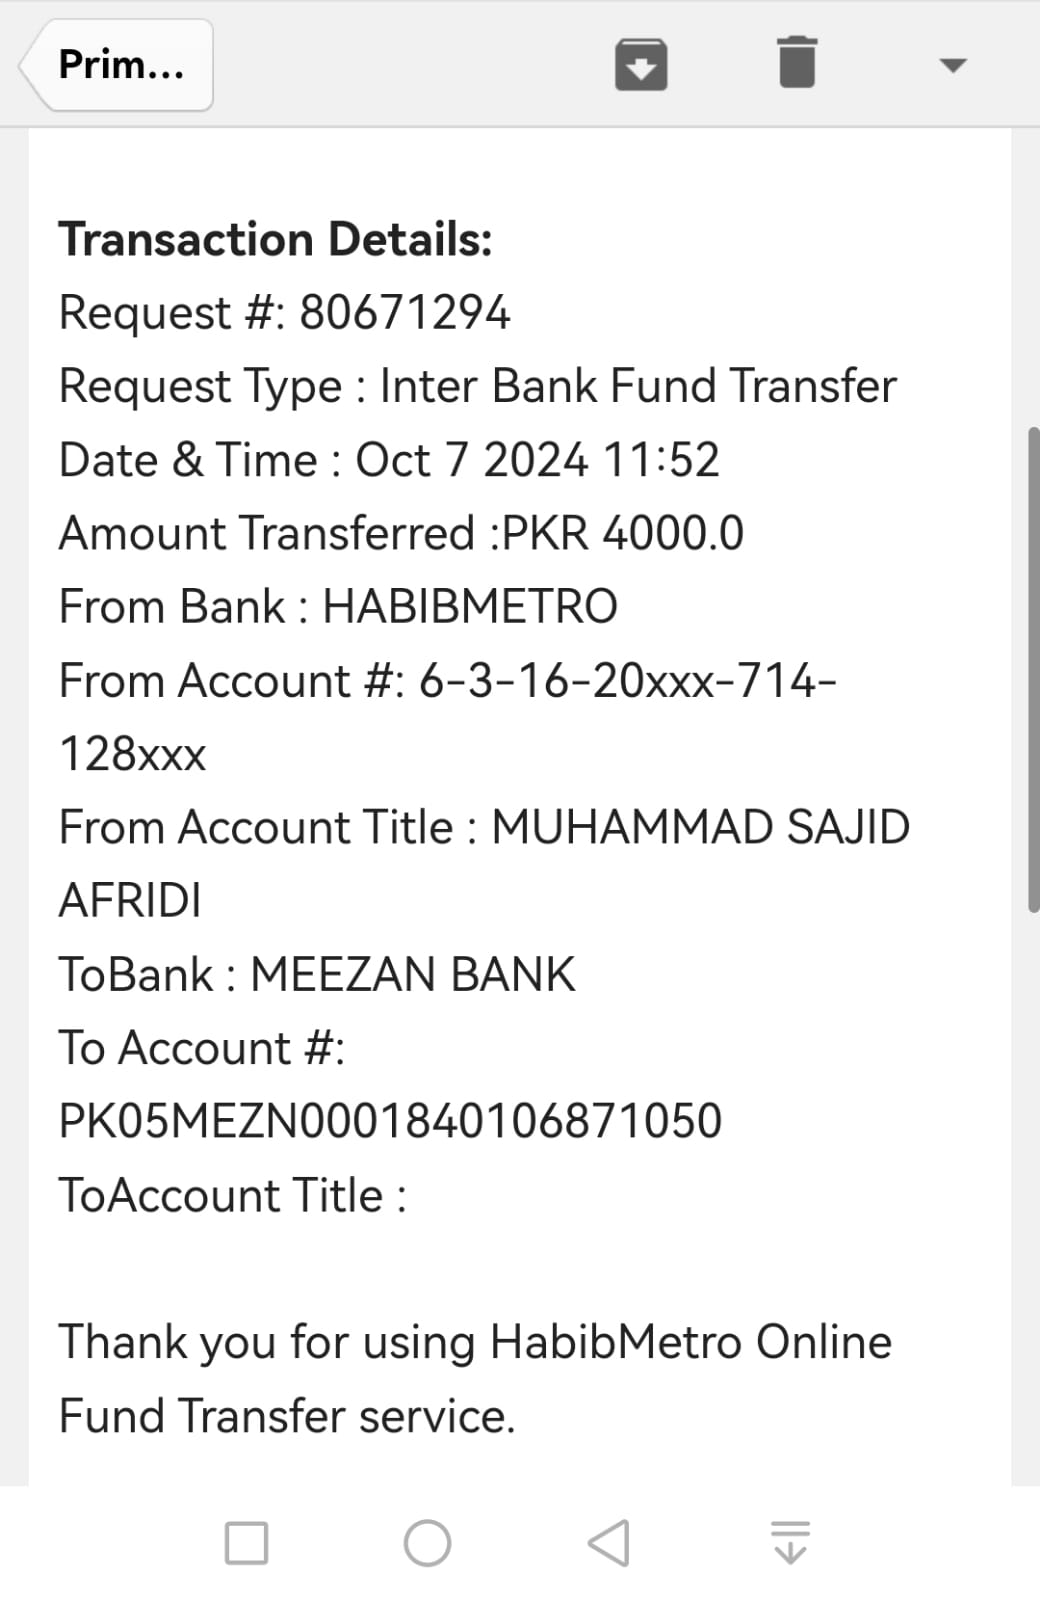 Prim...
Transaction Details:
Request #: 80671294
Request Type : Inter Bank Fund Transfer
Date & Time : Oct 7 2024 11:52
Amount Transferred :PKR 4000.0
From Bank : HABIBMETRO
From Account #: 6-3-16-20xxx-714-
128xxx
From Account Title : MUHAMMAD SAJID
AFRIDI
ToBank : MEEZAN BANK
To Account #:
PK05MEZN0001840106871050
ToAccount Title :
Thank you for using HabibMetro Online
Fund Transfer service.